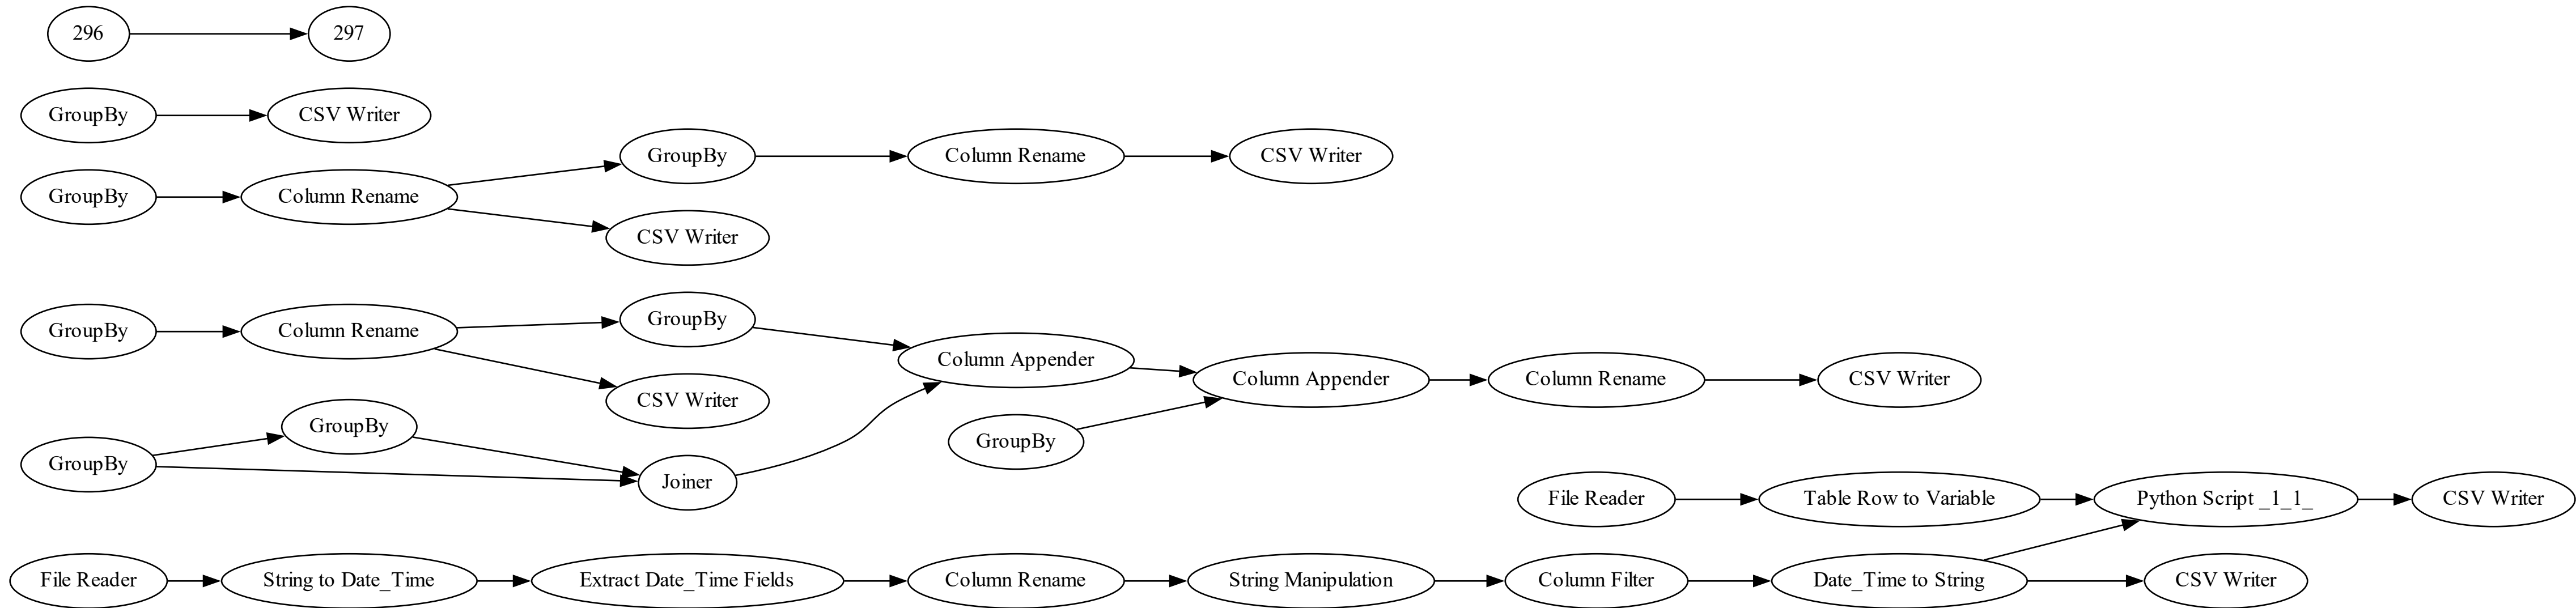 296
297
GroupBy
CSV Writer
GroupBy
Column Rename
CSV Writer
GroupBy
Column Rename
CSV Writer
GroupBy
Column Rename
GroupBy
CSV Writer
Column Appender
Column Appender
Column Rename
CSV Writer
GroupBy
GroupBy
GroupBy
Joiner
File Reader
Table Row to Variable
Python Script _1_1_
CSV Writer
File Reader
String to Date_Time
Extract Date_Time Fields
Column Rename
String Manipulation
Column Filter
Date_Time to String
CSV Writer